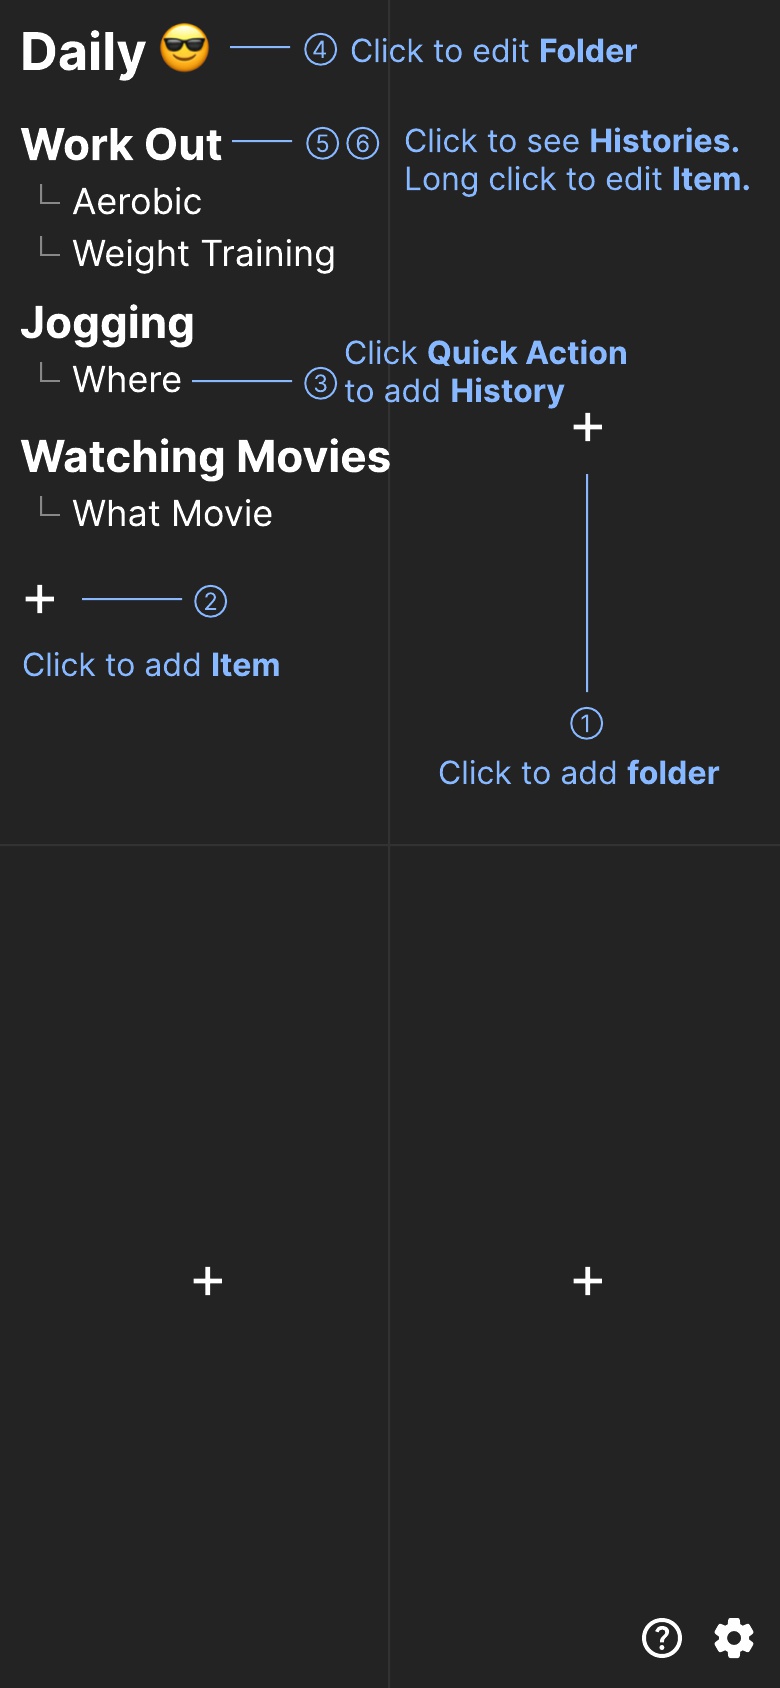 Daily 😎
④ Click to edit Folder
Work Out
⑤ ⑥ Click to see Histories.
Long click to edit Item.
Aerobic
Weight Training
Jogging
Where
③ Click Quick Action
to add History
+
Watching Movies
What Movie
+ ②
Click to add Item
①
Click to add folder
+ +
?